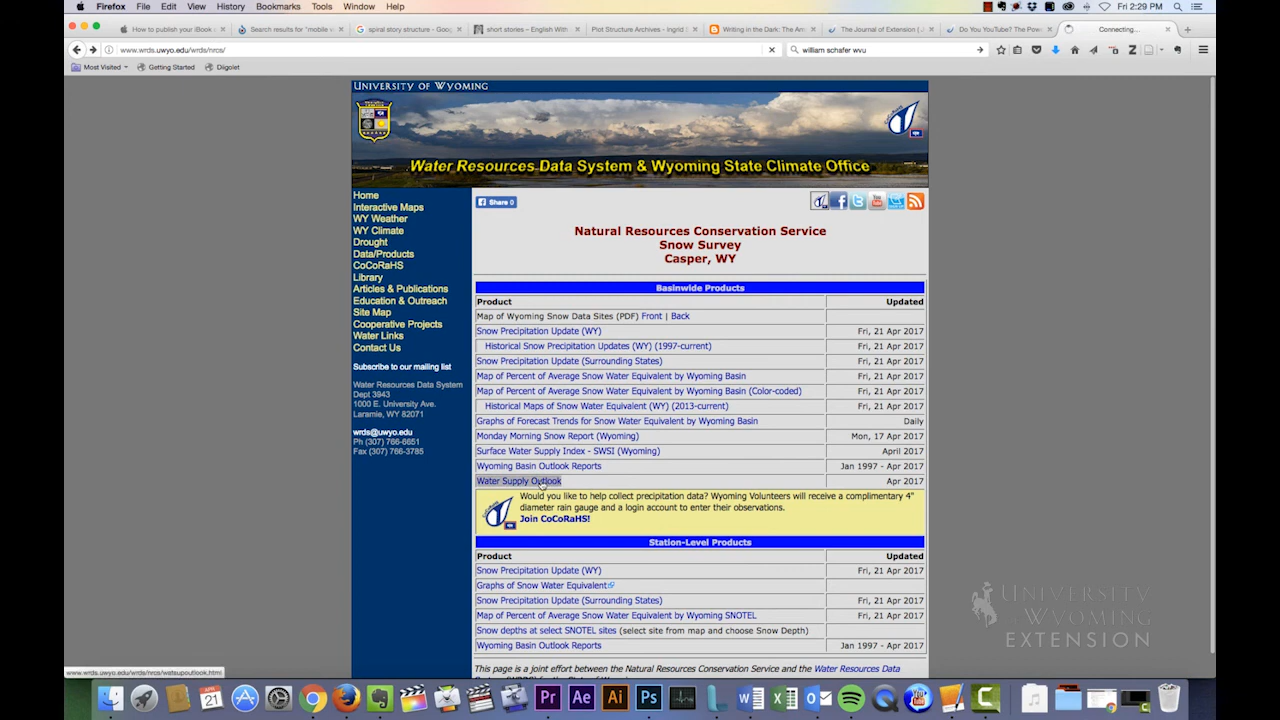 Firefox File Edit View History Bookmarks Tools Window Help Fri 2:29 PM
How to publish your iBook Search results for "mobile spiral story structure - Goog short stories - English With Plot Structure Archives - Ingrid Writing in the Dark: The Am The Journal of Extension / Do You YouTube? The Pow Connecting...
www.wrds.uwyo.edu/wrds/nrcs/ william schafer wvu
Most Visited Getting Started Diigolet
UNIVERSITY OF WYOMING
Water Resources Data System & Wyoming State Climate Office
Home
Interactive Maps
WY Weather
WY Climate
Drought
Data/Products
CoCoRaHS
Library
Articles & Publications
Education & Outreach
Site Map
Cooperative Projects
Water Links
Contact Us
Subscribe to our mailing list
Water Resources Data System
Dept 3943
1000 E. University Ave.
Laramie, WY 82071
wrds@uwyo.edu
Ph (307) 766-6651
Fax (307) 766-3785
Share 0
Natural Resources Conservation Service
Snow Survey
Casper, WY
Basinwide Products
Product Updated
Map of Wyoming Snow Data Sites (PDF) Front | Back
Snow Precipitation Update (WY) Fri, 21 Apr 2017
Historical Snow Precipitation Updates (WY) (1997-current) Fri, 21 Apr 2017
Snow Precipitation Update (Surrounding States) Fri, 21 Apr 2017
Map of Percent of Average Snow Water Equivalent by Wyoming Basin Fri, 21 Apr 2017
Map of Percent of Average Snow Water Equivalent by Wyoming Basin (Color-coded) Fri, 21 Apr 2017
Historical Maps of Snow Water Equivalent (WY) (2013-current) Fri, 21 Apr 2017
Graphs of Forecast Trends for Snow Water Equivalent by Wyoming Basin Daily
Monday Morning Snow Report (Wyoming) Mon, 17 Apr 2017
Surface Water Supply Index - SWSI (Wyoming) April 2017
Wyoming Basin Outlook Reports Jan 1997 - Apr 2017
Water Supply Outlook Apr 2017
Would you like to help collect precipitation data? Wyoming Volunteers will receive a complimentary 4"
diameter rain gauge and a login account to enter their observations.
Join CoCoRaHS!
Station-Level Products
Product Updated
Snow Precipitation Update (WY) Fri, 21 Apr 2017
Graphs of Snow Water Equivalent
Snow Precipitation Update (Surrounding States) Fri, 21 Apr 2017
Map of Percent of Average Snow Water Equivalent by Wyoming SNOTEL Fri, 21 Apr 2017
Snow depths at select SNOTEL sites (select site from map and choose Snow Depth)
Wyoming Basin Outlook Reports Jan 1997 - Apr 2017
This page is a joint effort between the Natural Resources Conservation Service and the Water Resources Data
UNIVERSITY
OF WYOMING
EXTENSION
www.wrds.uwyo.edu/wrds/nrcs/watsupoutlook.html